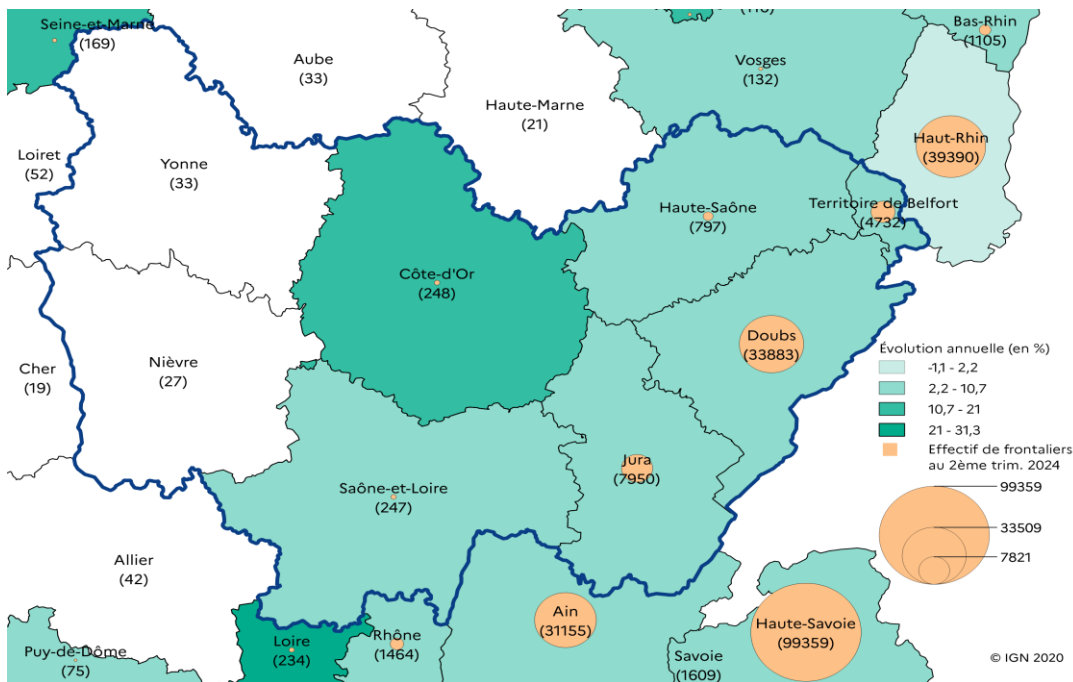 Seine-et-Marne
(169)
Aube
(33)
Haute-Marne
(21)
Vosges
(132)
Bas-Rhin
(1105)
Loiret
(52)
Yonne
(33)
Haut-Rhin
(39390)
Haute-Saône
(797)
Territoire de Belfort
(4732)
Côte-d'Or
(248)
Doubs
(33883)
Cher
(19)
Nièvre
(27)
Évolution annuelle (en %)
-1,1 - 2,2
2,2 - 10,7
10,7 - 21
21 - 31,3
Effectif de frontaliers
au 2ème trim. 2024
99359
33509
7821
Jura
(7950)
Saône-et-Loire
(247)
Allier
(42)
Puy-de-Dôme
(75)
Loire
(234)
Rhône
(1464)
Ain
(31155)
Savoie
(1609)
Haute-Savoie
(99359)
© IGN 2020